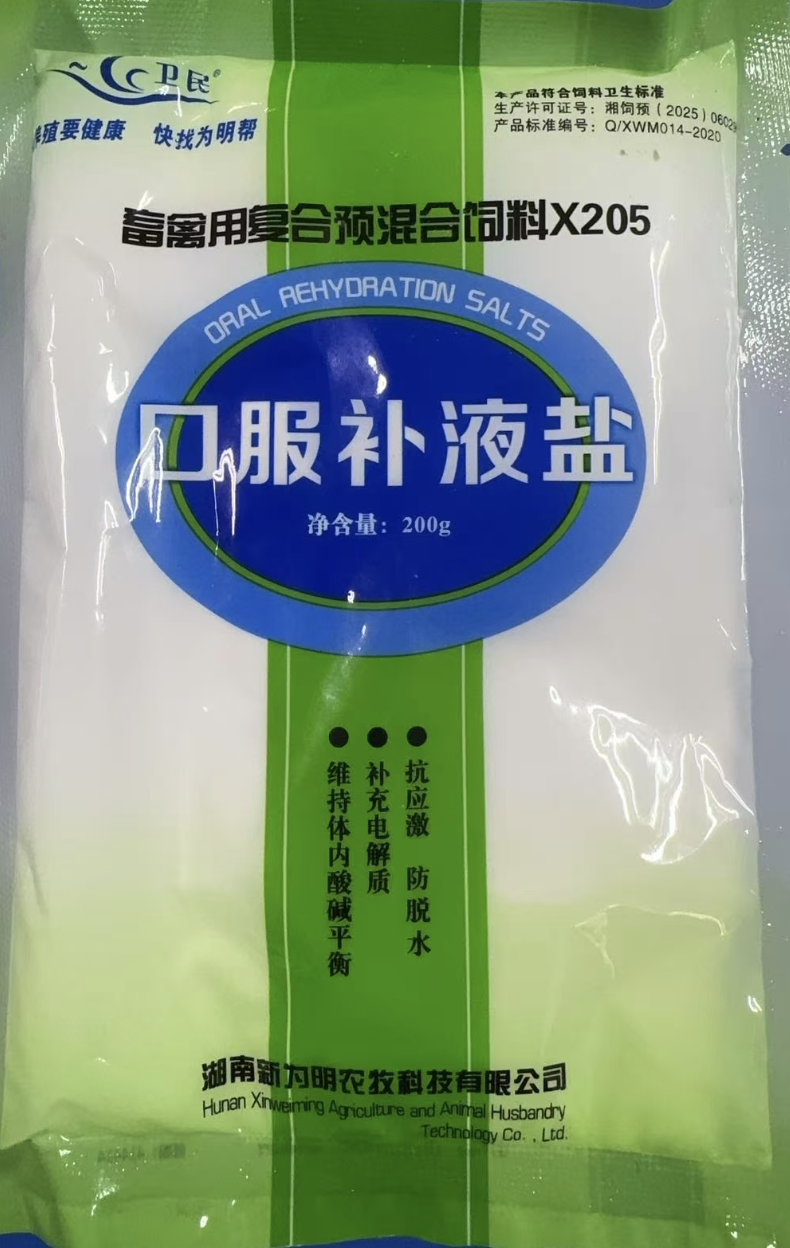 卫民®
殖要健康 快找为明帮
本产品符合饲料卫生标准
生产许可证号：湘饲预（2025）0602
产品标准编号：Q/XWM014-2020
畜禽用复合预混合饲料X205
ORAL REHYDRATION SALTS
口服补液盐
净含量：200g
●抗应激 防脱水
●补充电解质
●维持体内酸碱平衡
湖南新为明农牧科技有限公司
Hunan Xinweiming Agriculture and Animal Husbandry
Technology Co. , Ltd.